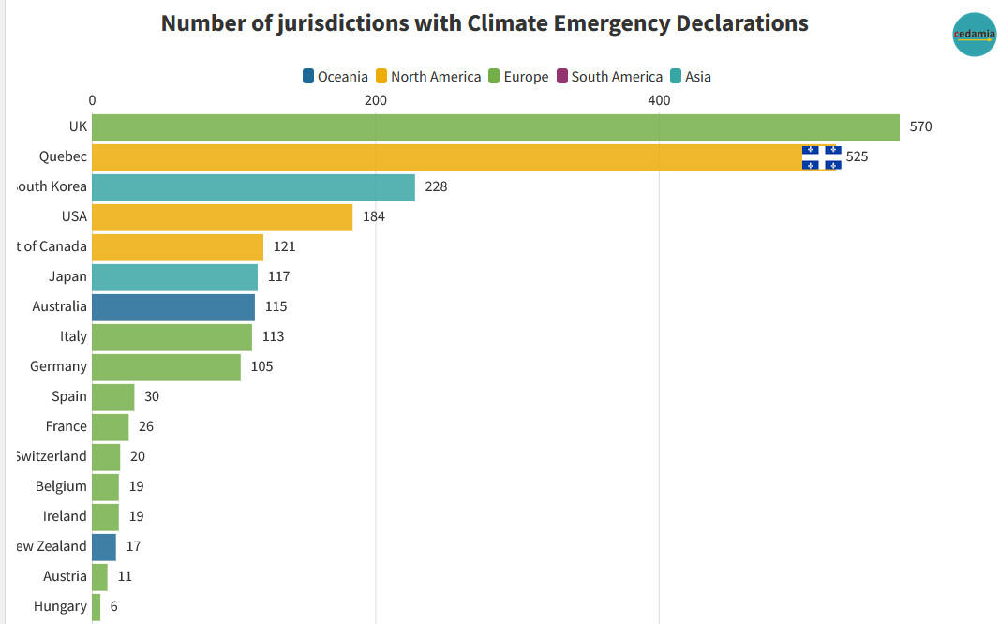 Number of jurisdictions with Climate Emergency Declarations
cedamia
Oceania North America Europe South America Asia
0 200 400
UK 570
Quebec 525
outh Korea 228
USA 184
t of Canada 121
Japan 117
Australia 115
Italy 113
Germany 105
Spain 30
France 26
Switzerland 20
Belgium 19
Ireland 19
ew Zealand 17
Austria 11
Hungary 6